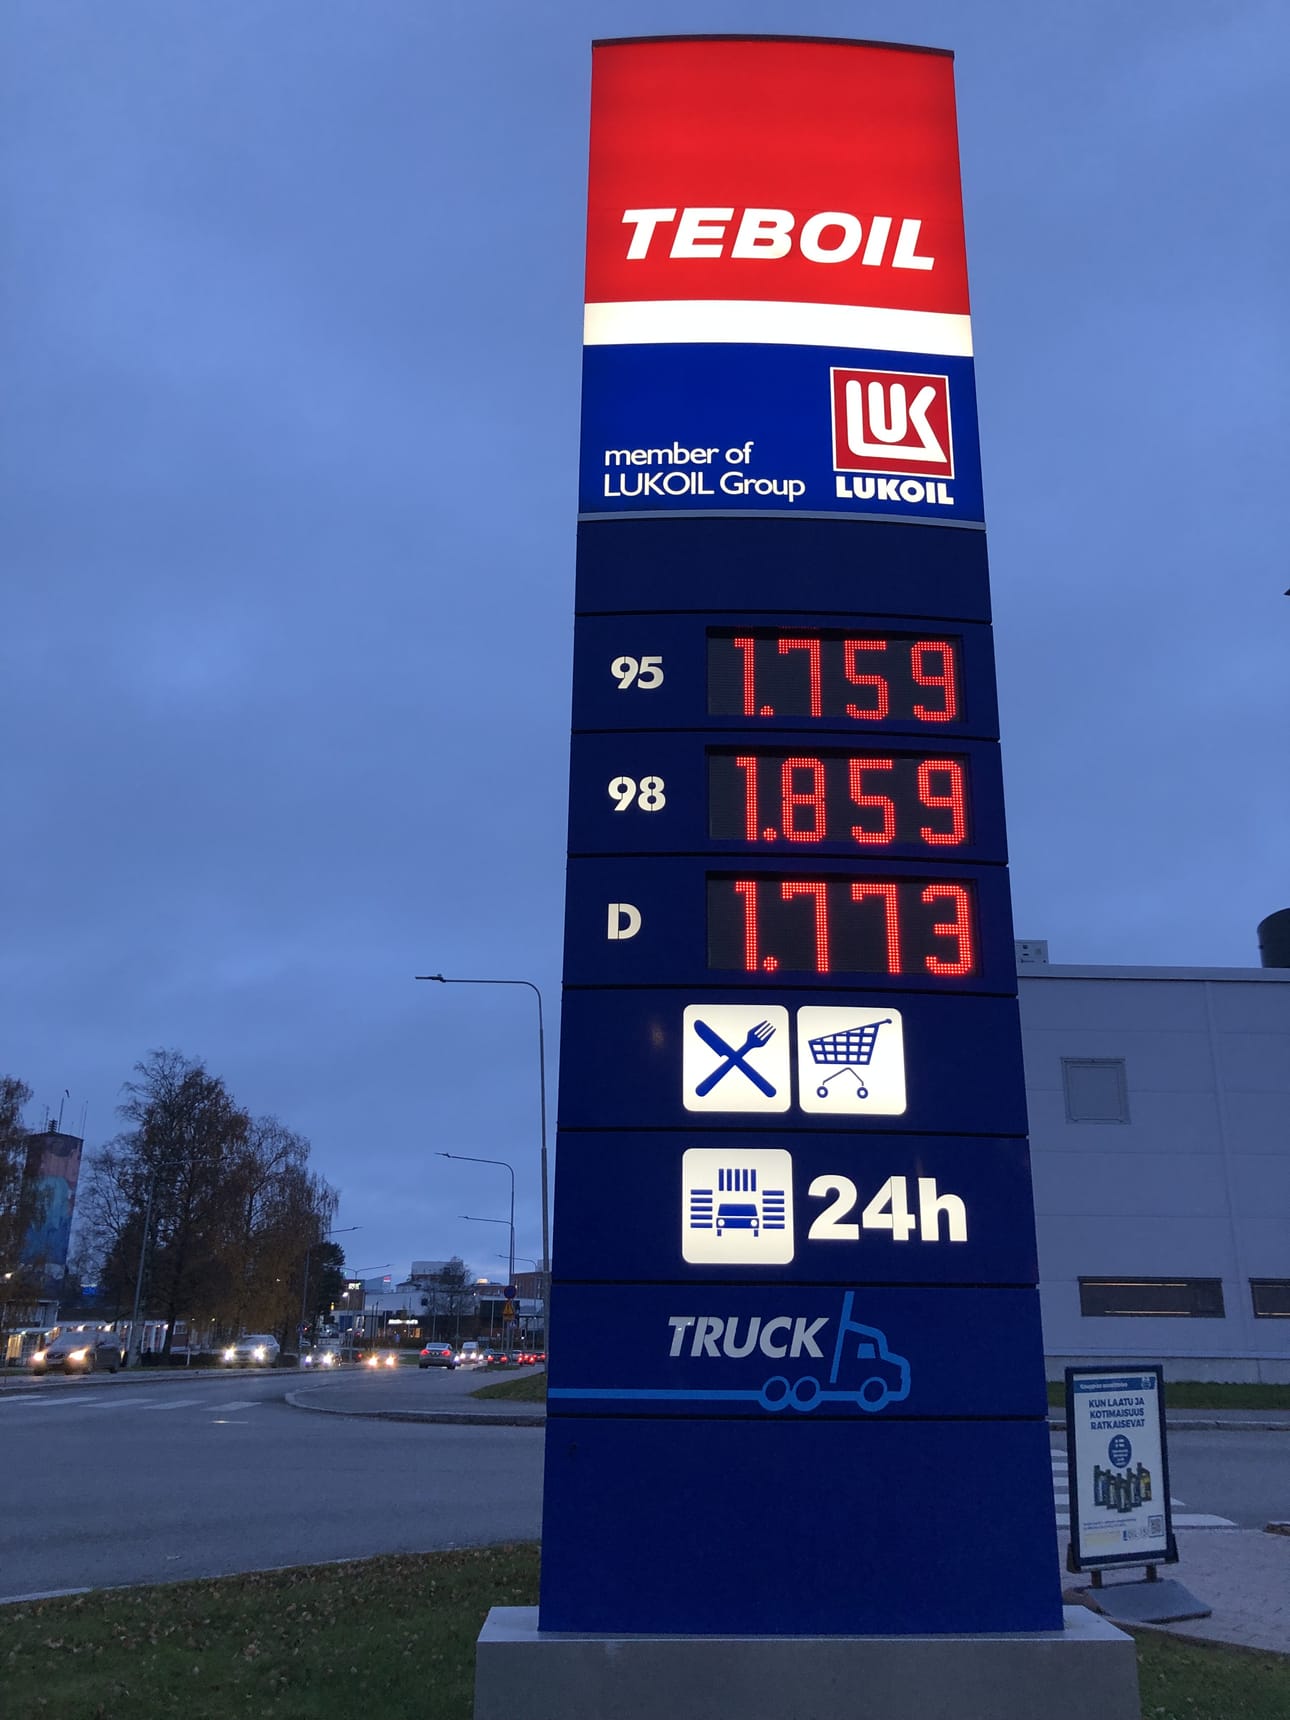 TEBOIL
member of
LUKOIL Group
LUK
LUKOIL
95 1.759
98 1.859
D 1.773
24h
TRUCK
KUN LAATU JA
KOTIMAISUUS
RATKAISEVAT